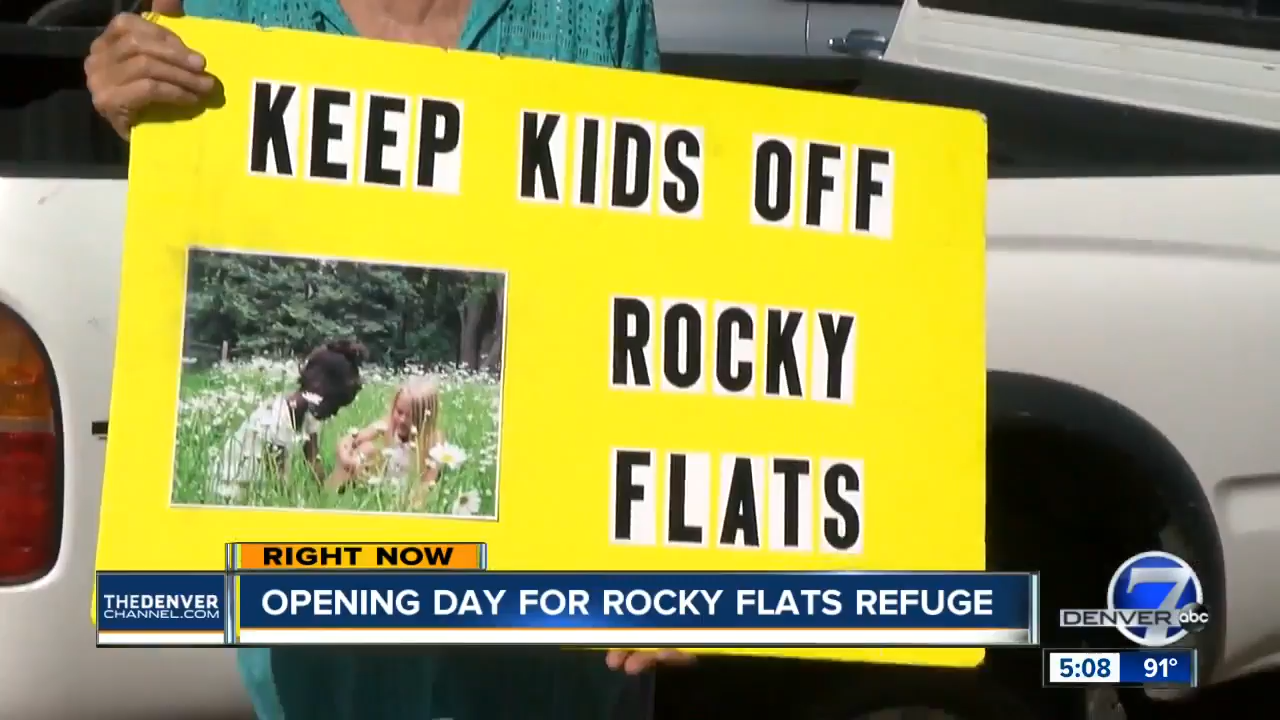 KEEP KIDS OFF
ROCKY
FLATS
RIGHT NOW
THEDENVER
CHANNEL.COM
OPENING DAY FOR ROCKY FLATS REFUGE
7
DENVER abc
5:08 91°